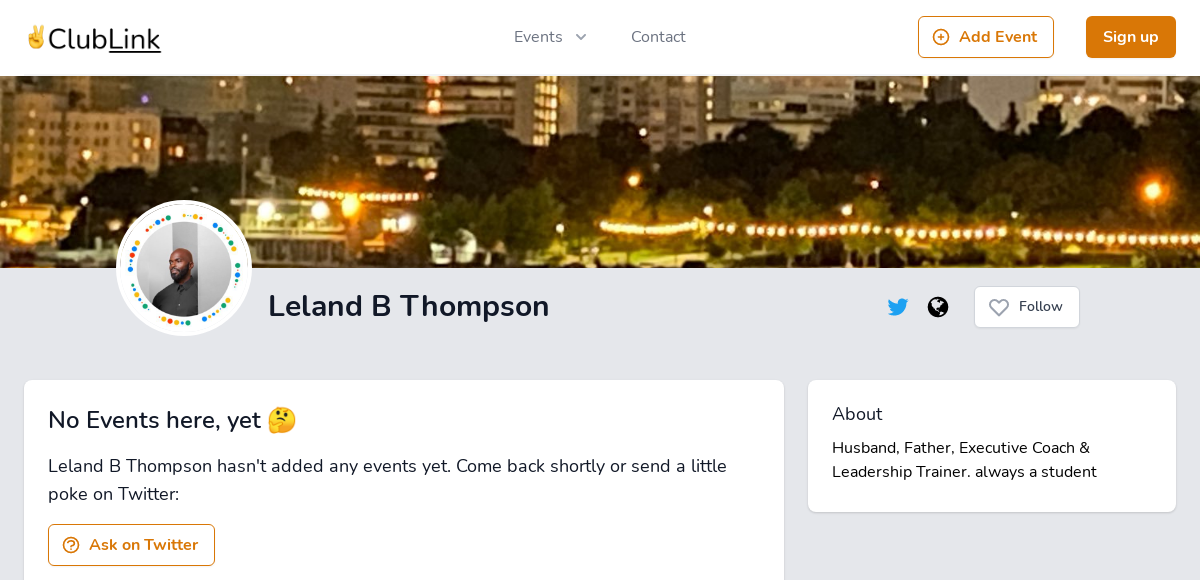 ✌️ClubLink
Events
Contact
Add Event
Sign up
Leland B Thompson
Follow
No Events here, yet 🤔
Leland B Thompson hasn't added any events yet. Come back shortly or send a little
poke on Twitter:
Ask on Twitter
About
Husband, Father, Executive Coach &
Leadership Trainer. always a student